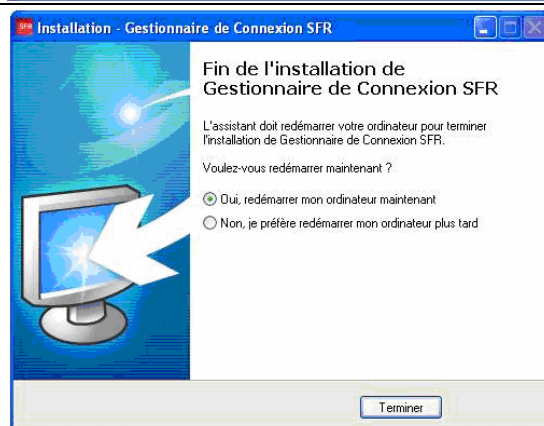 SFR Installation - Gestionnaire de Connexion SFR
Fin de l'installation de
Gestionnaire de Connexion SFR
L'assistant doit redémarrer votre ordinateur pour terminer
l'installation de Gestionnaire de Connexion SFR.
Voulez-vous redémarrer maintenant ?
Oui, redémarrer mon ordinateur maintenant
Non, je préfère redémarrer mon ordinateur plus tard
Terminer